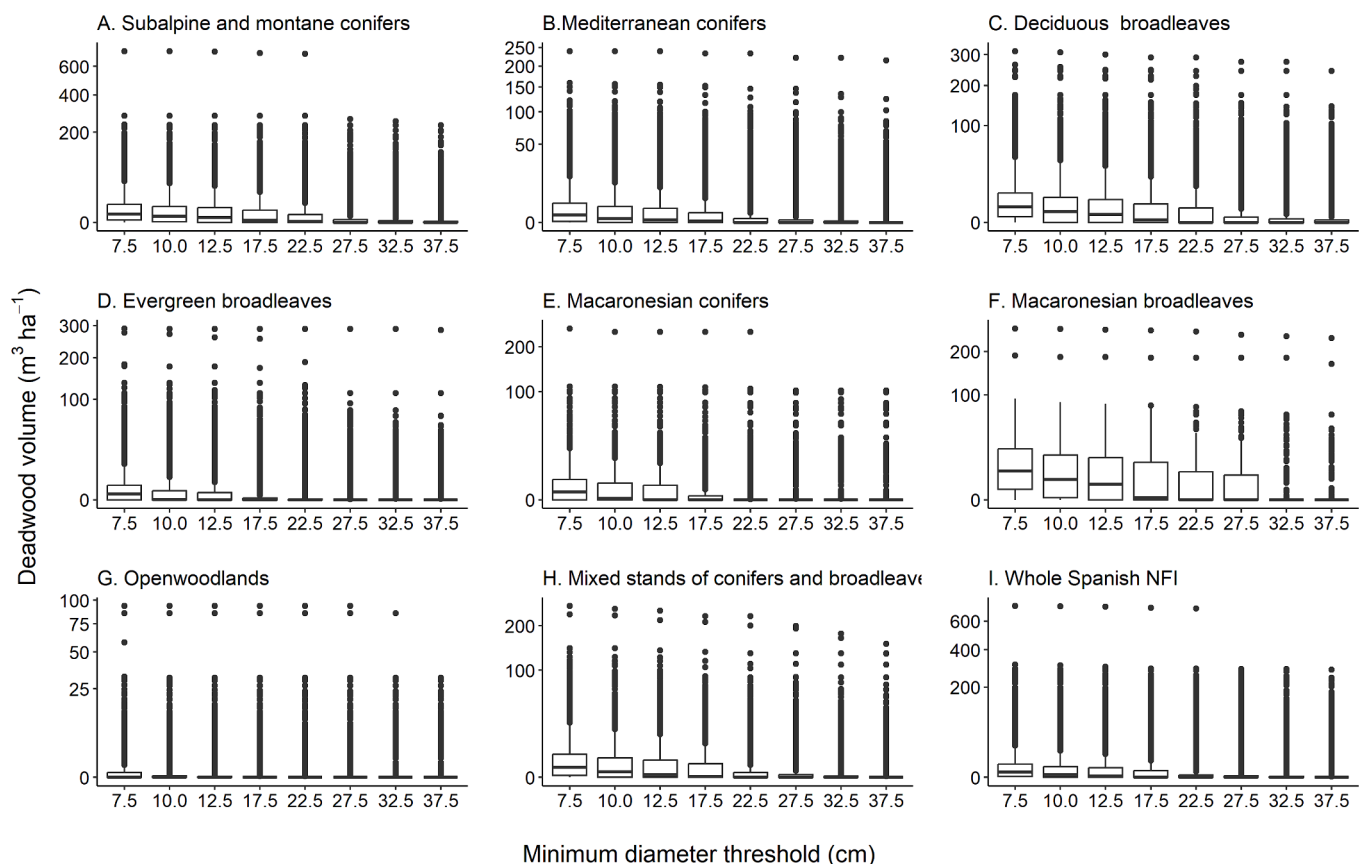 A. Subalpine and montane conifers
600
400
200
0
7.5 10.0 12.5 17.5 22.5 27.5 32.5 37.5
B.Mediterranean conifers
250
200
150
100
50
0
7.5 10.0 12.5 17.5 22.5 27.5 32.5 37.5
C. Deciduous broadleaves
300
200
100
0
7.5 10.0 12.5 17.5 22.5 27.5 32.5 37.5
Deadwood volume (m³ ha⁻¹)
D. Evergreen broadleaves
300
200
100
0
7.5 10.0 12.5 17.5 22.5 27.5 32.5 37.5
E. Macaronesian conifers
200
100
0
7.5 10.0 12.5 17.5 22.5 27.5 32.5 37.5
F. Macaronesian broadleaves
200
100
0
7.5 10.0 12.5 17.5 22.5 27.5 32.5 37.5
G. Openwoodlands
100
75
50
25
0
7.5 10.0 12.5 17.5 22.5 27.5 32.5 37.5
H. Mixed stands of conifers and broadleave
200
100
0
7.5 10.0 12.5 17.5 22.5 27.5 32.5 37.5
I. Whole Spanish NFI
600
400
200
0
7.5 10.0 12.5 17.5 22.5 27.5 32.5 37.5
Minimum diameter threshold (cm)